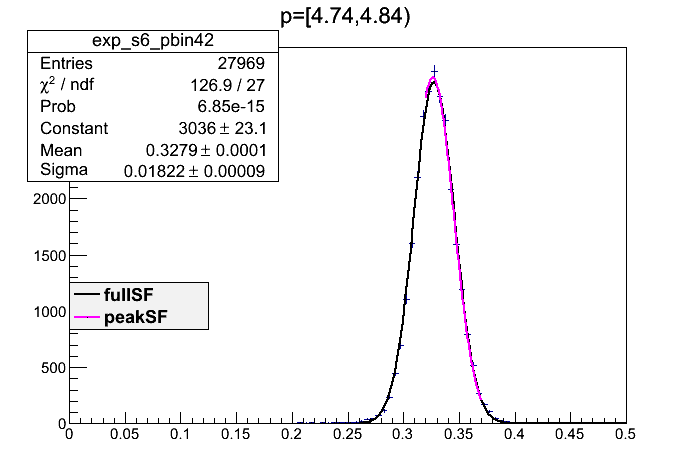 p=[4.74,4.84)
exp_s6_pbin42
Entries 27969
χ² / ndf 126.9 / 27
Prob 6.85e-15
Constant 3036 ± 23.1
Mean 0.3279 ± 0.0001
Sigma 0.01822 ± 0.00009
2000
1500
fullSF
1000
peakSF
500
0
0 0.05 0.1 0.15 0.2 0.25 0.3 0.35 0.4 0.45 0.5